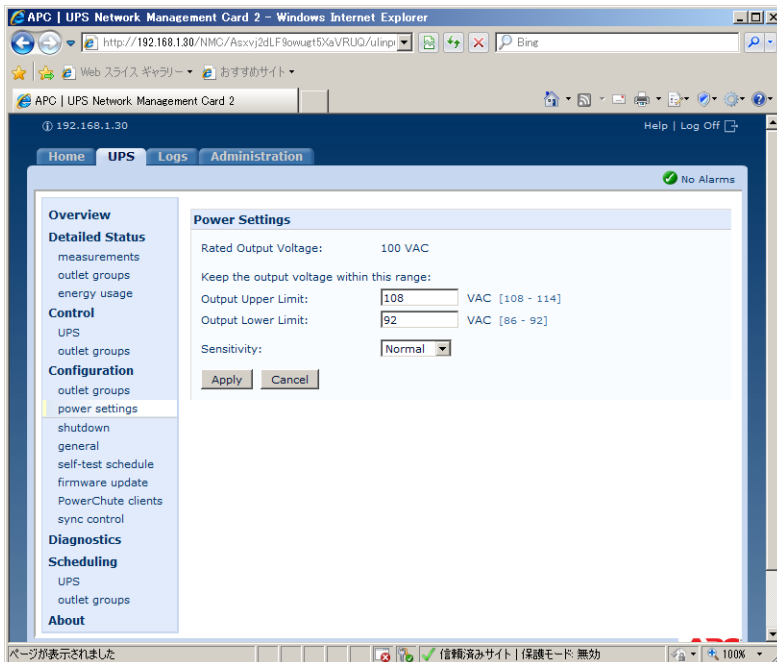 APC | UPS Network Management Card 2 - Windows Internet Explorer
http://192.168.1.30/NMC/Asxvj2dLF9owugt5XaVRUQ/ulinp
Bing
Web スライス ギャラリー
おすすめサイト
APC | UPS Network Management Card 2
192.168.1.30
Help | Log Off
Home UPS Logs Administration
No Alarms
Overview
Detailed Status
measurements
outlet groups
energy usage
Control
UPS
outlet groups
Configuration
outlet groups
power settings
shutdown
general
self-test schedule
firmware update
PowerChute clients
sync control
Diagnostics
Scheduling
UPS
outlet groups
About
Power Settings
Rated Output Voltage: 100 VAC
Keep the output voltage within this range:
Output Upper Limit: 108 VAC [108 - 114]
Output Lower Limit: 92 VAC [86 - 92]
Sensitivity: Normal
Apply Cancel
ページが表示されました
信頼済みサイト | 保護モード: 無効
100%